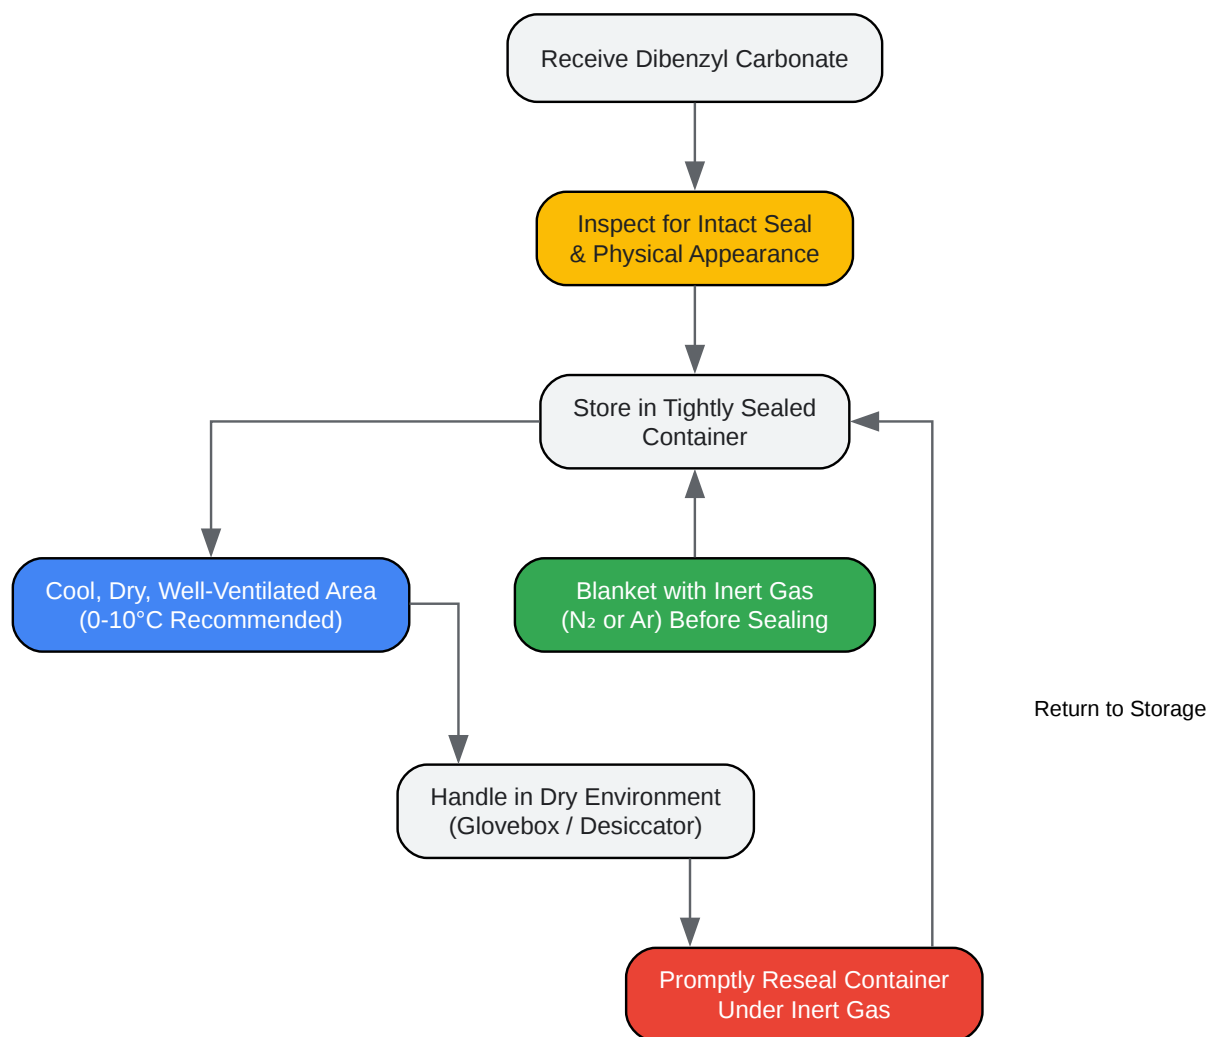 Receive Dibenzyl Carbonate
Inspect for Intact Seal
& Physical Appearance
Store in Tightly Sealed
Container
Cool, Dry, Well-Ventilated Area
(0-10°C Recommended)
Blanket with Inert Gas
(N₂ or Ar) Before Sealing
Return to Storage
Handle in Dry Environment
(Glovebox / Desiccator)
Promptly Reseal Container
Under Inert Gas